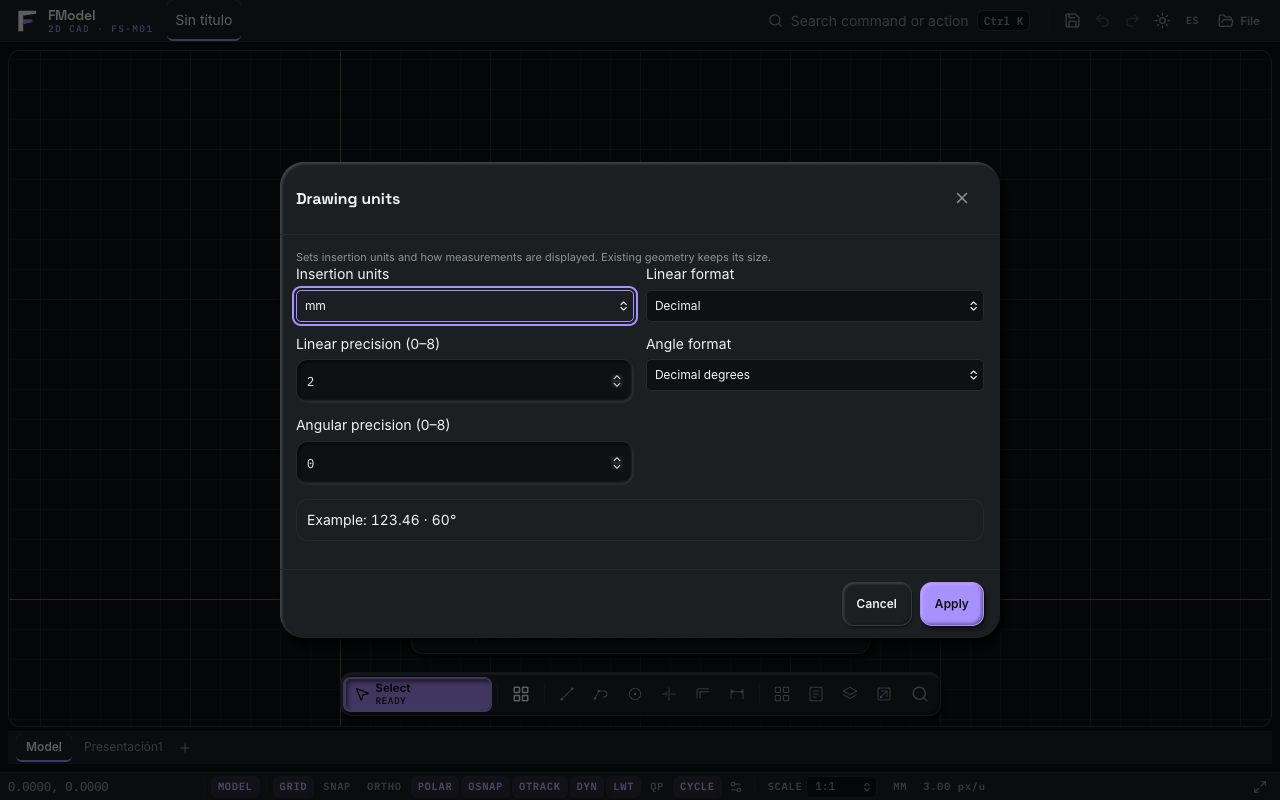 FModel
2D CAD · FS-M01
Sin título
Search command or action
Ctrl K
ES
File
Drawing units
Sets insertion units and how measurements are displayed. Existing geometry keeps its size.
Insertion units
Linear format
mm
Decimal
Linear precision (0–8)
Angle format
2
Decimal degrees
Angular precision (0–8)
0
Example: 123.46 · 60°
Cancel
Apply
Select
READY
Model
Presentación1
0.0000, 0.0000
MODEL
GRID
SNAP
ORTHO
POLAR
OSNAP
OTRACK
DYN
LWT
QP
CYCLE
SCALE
1:1
MM
3.00 px/u